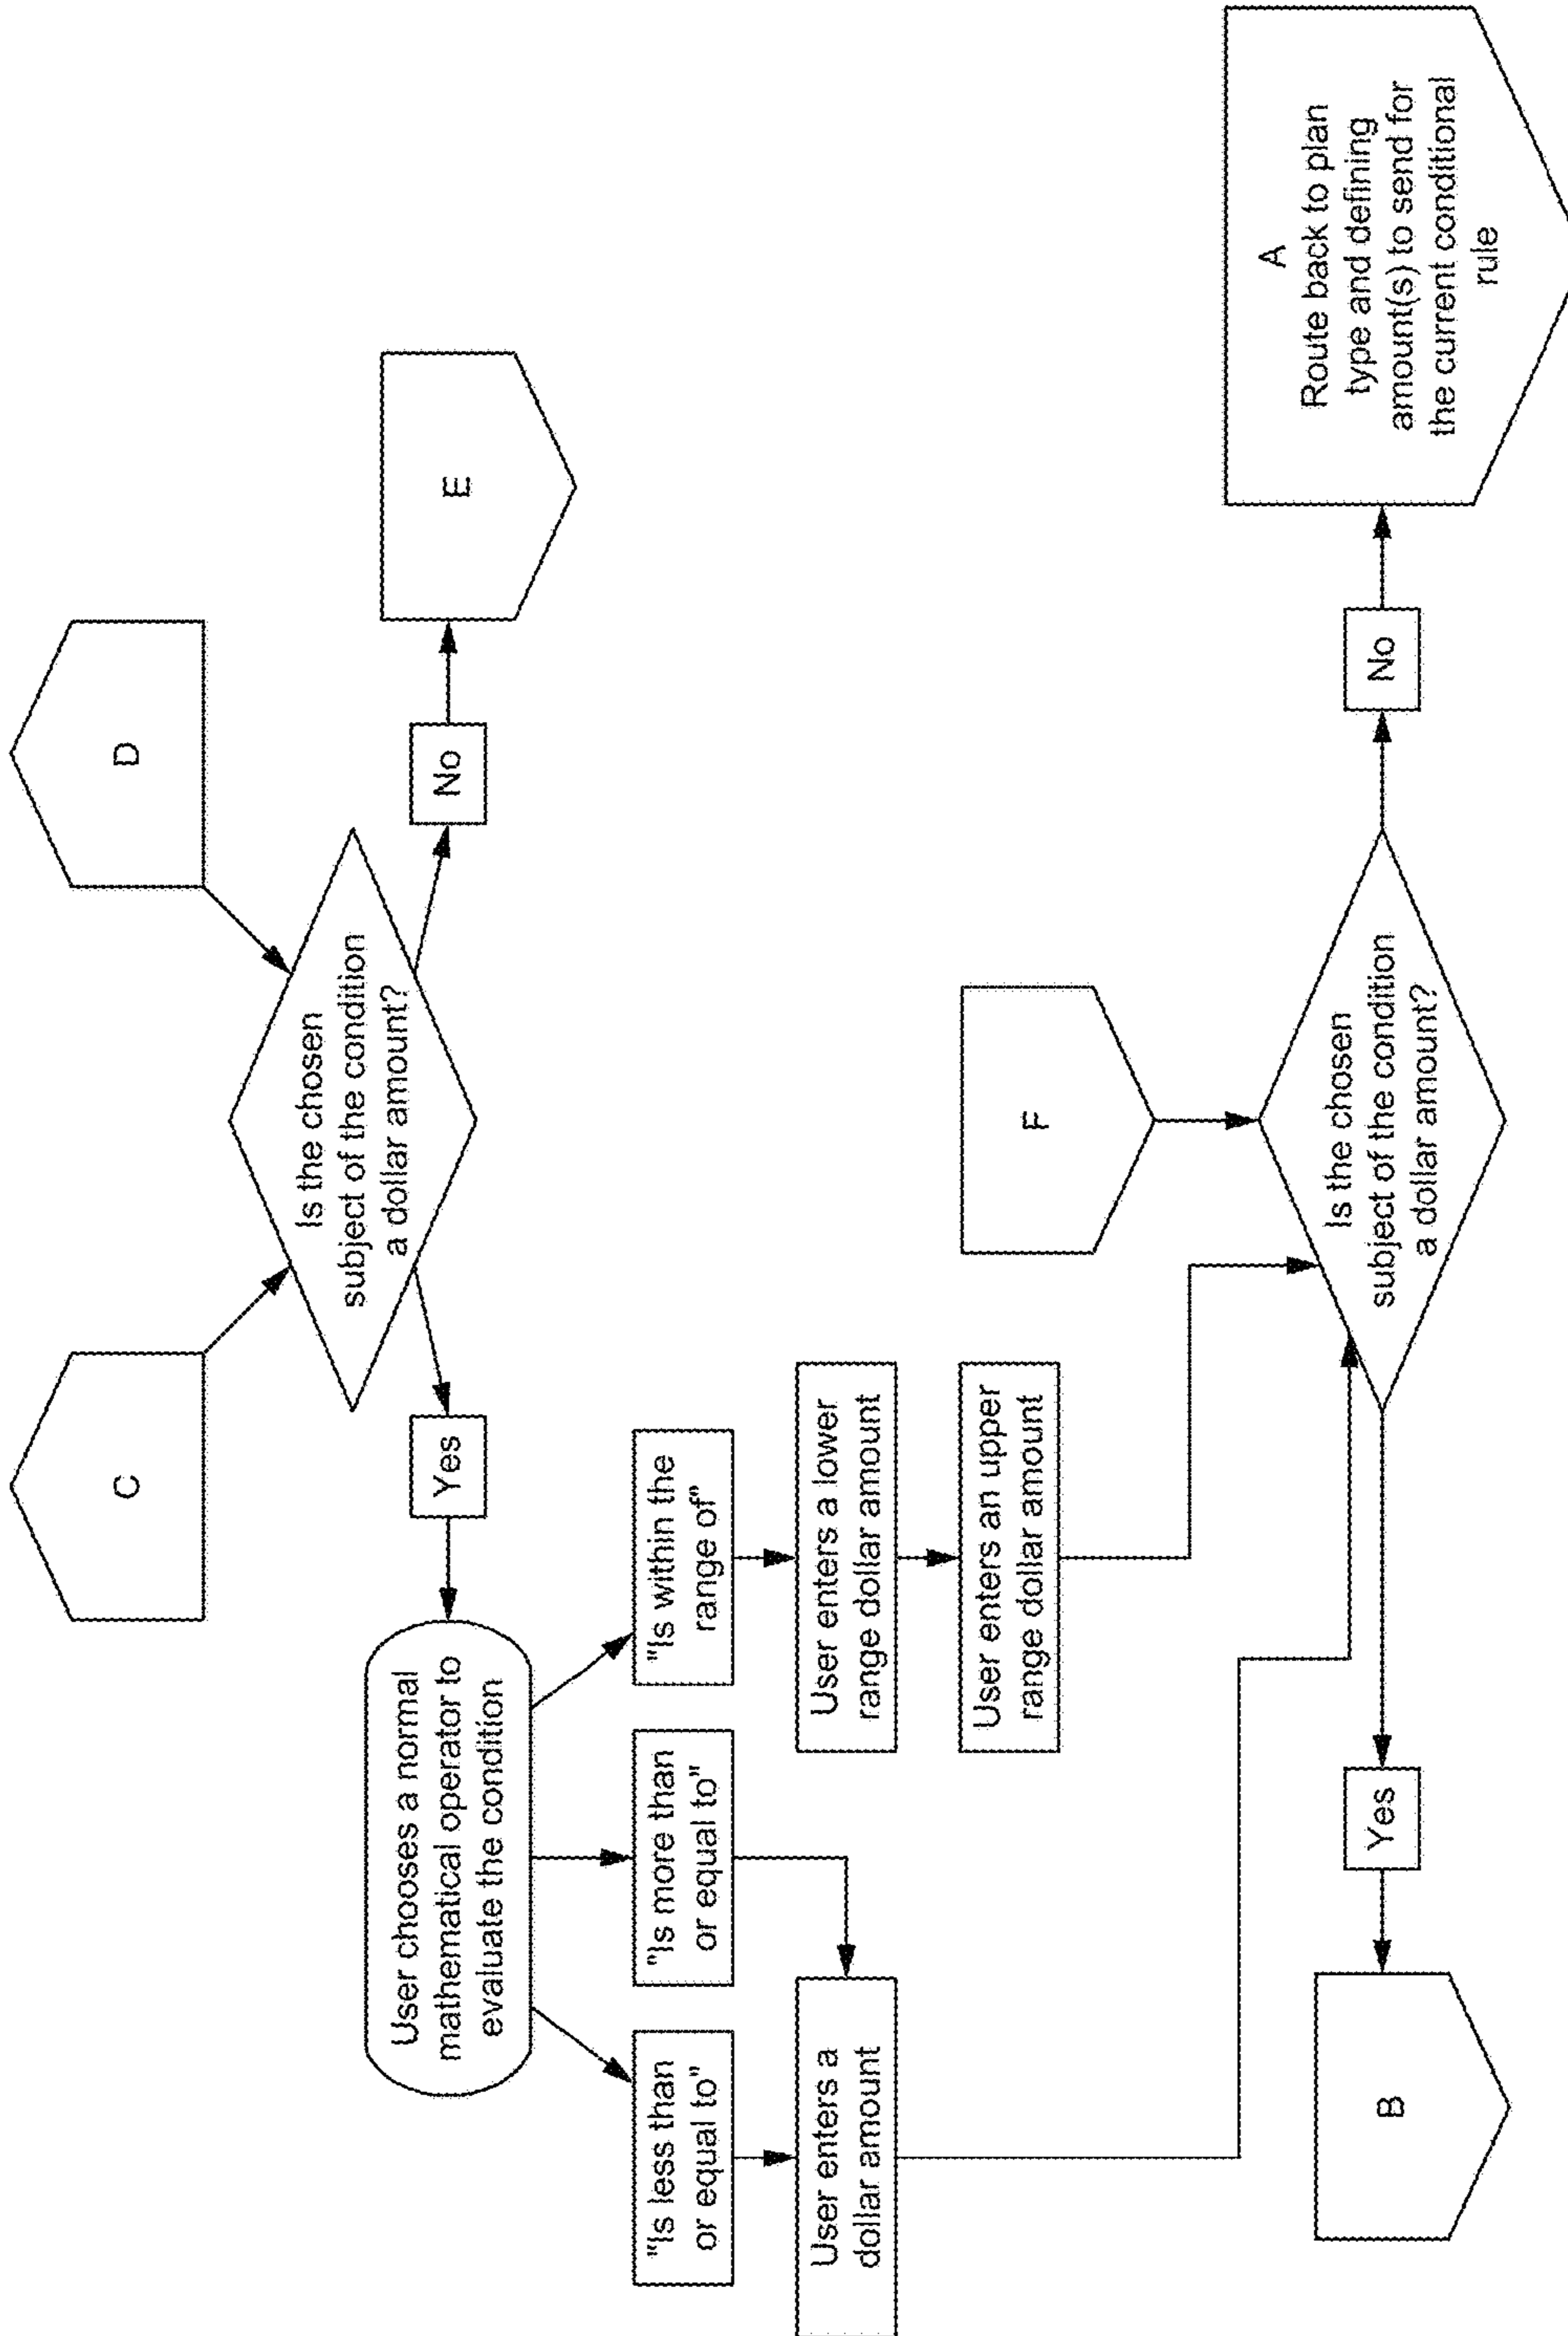 C
D
Is the chosen
subject of the condition
a dollar amount?
Yes
No
E
User chooses a normal
mathematical operator to
evaluate the condition
"Is less than
or equal to"
"Is more than
or equal to"
"Is within the
range of"
User enters a
dollar amount
User enters a lower
range dollar amount
User enters an upper
range dollar amount
F
Is the chosen
subject of the condition
a dollar amount?
Yes
No
B
A
Route back to plan
type and defining
amount(s) to send for
the current conditional
rule